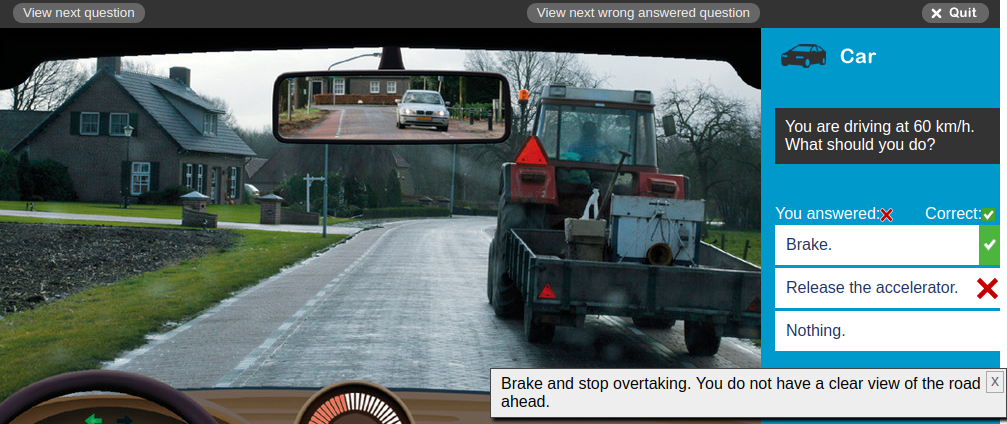 View next question
View next wrong answered question
Quit
Car
You are driving at 60 km/h.
What should you do?
You answered:
Correct:
Brake.
Release the accelerator.
Nothing.
Brake and stop overtaking. You do not have a clear view of the road
ahead.
X